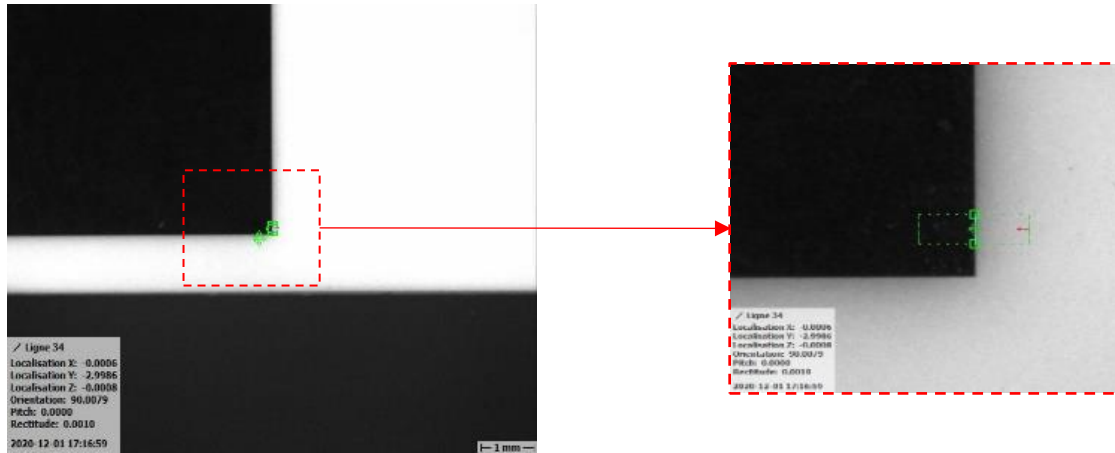 ／ Ligne 34
Localisation X: -0.0006
Localisation Y: -2.9986
Localisation Z: -0.0008
Orientation: 90.0079
Pitch: 0.0000
Rectitude: 0.0010
2020-12-01 17:16:59
1 mm
／ Ligne 34
Localisation X: -0.0006
Localisation Y: -2.9986
Localisation Z: -0.0008
Orientation: 90.0079
Pitch: 0.0000
Rectitude: 0.0010
2020-12-01 17:16:59